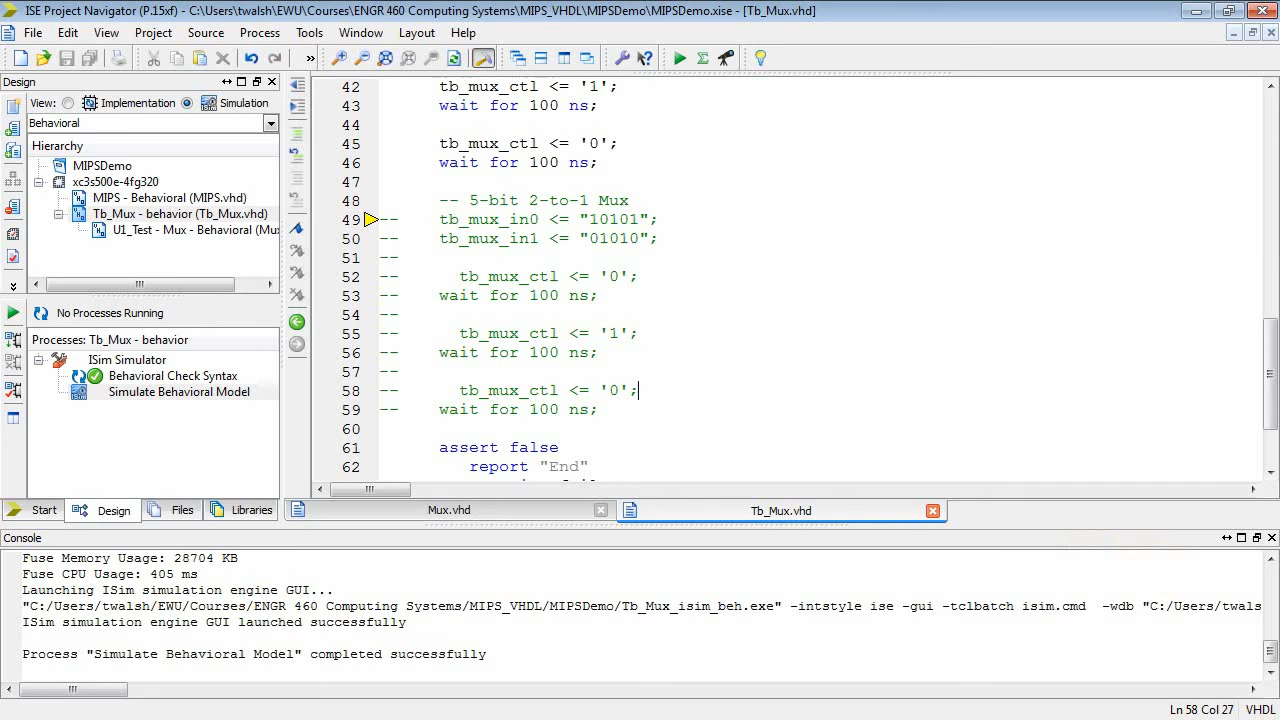 ISE Project Navigator (P.15xf) - C:\Users\twalsh\EWU\Courses\ENGR 460 Computing Systems\MIPS_VHDL\MIPSDemo\MIPSDemo.xise - [Tb_Mux.vhd]
File Edit View Project Source Process Tools Window Layout Help
Design
View: Implementation Simulation
Behavioral
Hierarchy
MIPSDemo
xc3s500e-4fg320
MIPS - Behavioral (MIPS.vhd)
Tb_Mux - behavior (Tb_Mux.vhd)
U1_Test - Mux - Behavioral (Mu
No Processes Running
Processes: Tb_Mux - behavior
ISim Simulator
Behavioral Check Syntax
Simulate Behavioral Model
Start Design Files Libraries
42 tb_mux_ctl <= '1';
43 wait for 100 ns;
44
45 tb_mux_ctl <= '0';
46 wait for 100 ns;
47
48 -- 5-bit 2-to-1 Mux
49 -- tb_mux_in0 <= "10101";
50 -- tb_mux_in1 <= "01010";
51 --
52 -- tb_mux_ctl <= '0';
53 -- wait for 100 ns;
54 --
55 -- tb_mux_ctl <= '1';
56 -- wait for 100 ns;
57 --
58 -- tb_mux_ctl <= '0';
59 -- wait for 100 ns;
60
61 assert false
62 report "End"
Mux.vhd Tb_Mux.vhd
Console
Fuse Memory Usage: 28704 KB
Fuse CPU Usage: 405 ms
Launching ISim simulation engine GUI...
"C:/Users/twalsh/EWU/Courses/ENGR 460 Computing Systems/MIPS_VHDL/MIPSDemo/Tb_Mux_isim_beh.exe" -intstyle ise -gui -tclbatch isim.cmd -wdb "C:/Users/twals
ISim simulation engine GUI launched successfully
Process "Simulate Behavioral Model" completed successfully
Ln 58 Col 27 VHDL